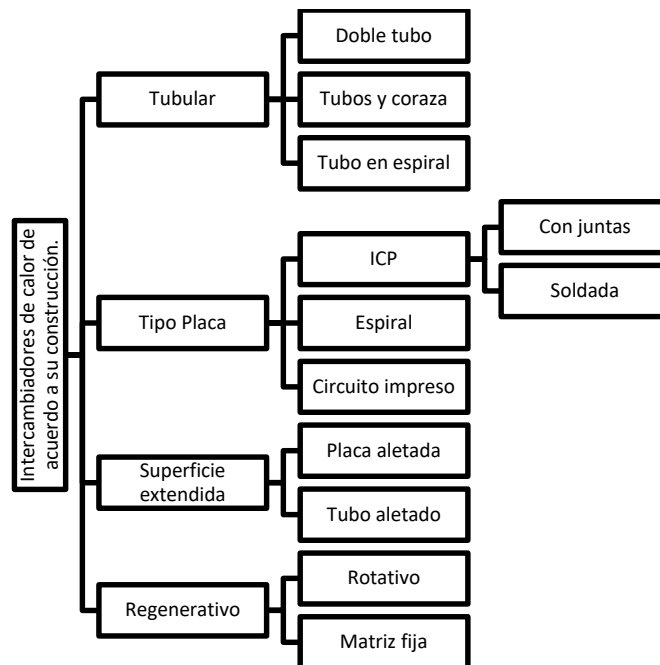 Intercambiadores de calor de
acuerdo a su construcción.
Tubular
Doble tubo
Tubos y coraza
Tubo en espiral
Tipo Placa
ICP
Con juntas
Soldada
Espiral
Circuito impreso
Superficie
extendida
Placa aletada
Tubo aletado
Regenerativo
Rotativo
Matriz fija